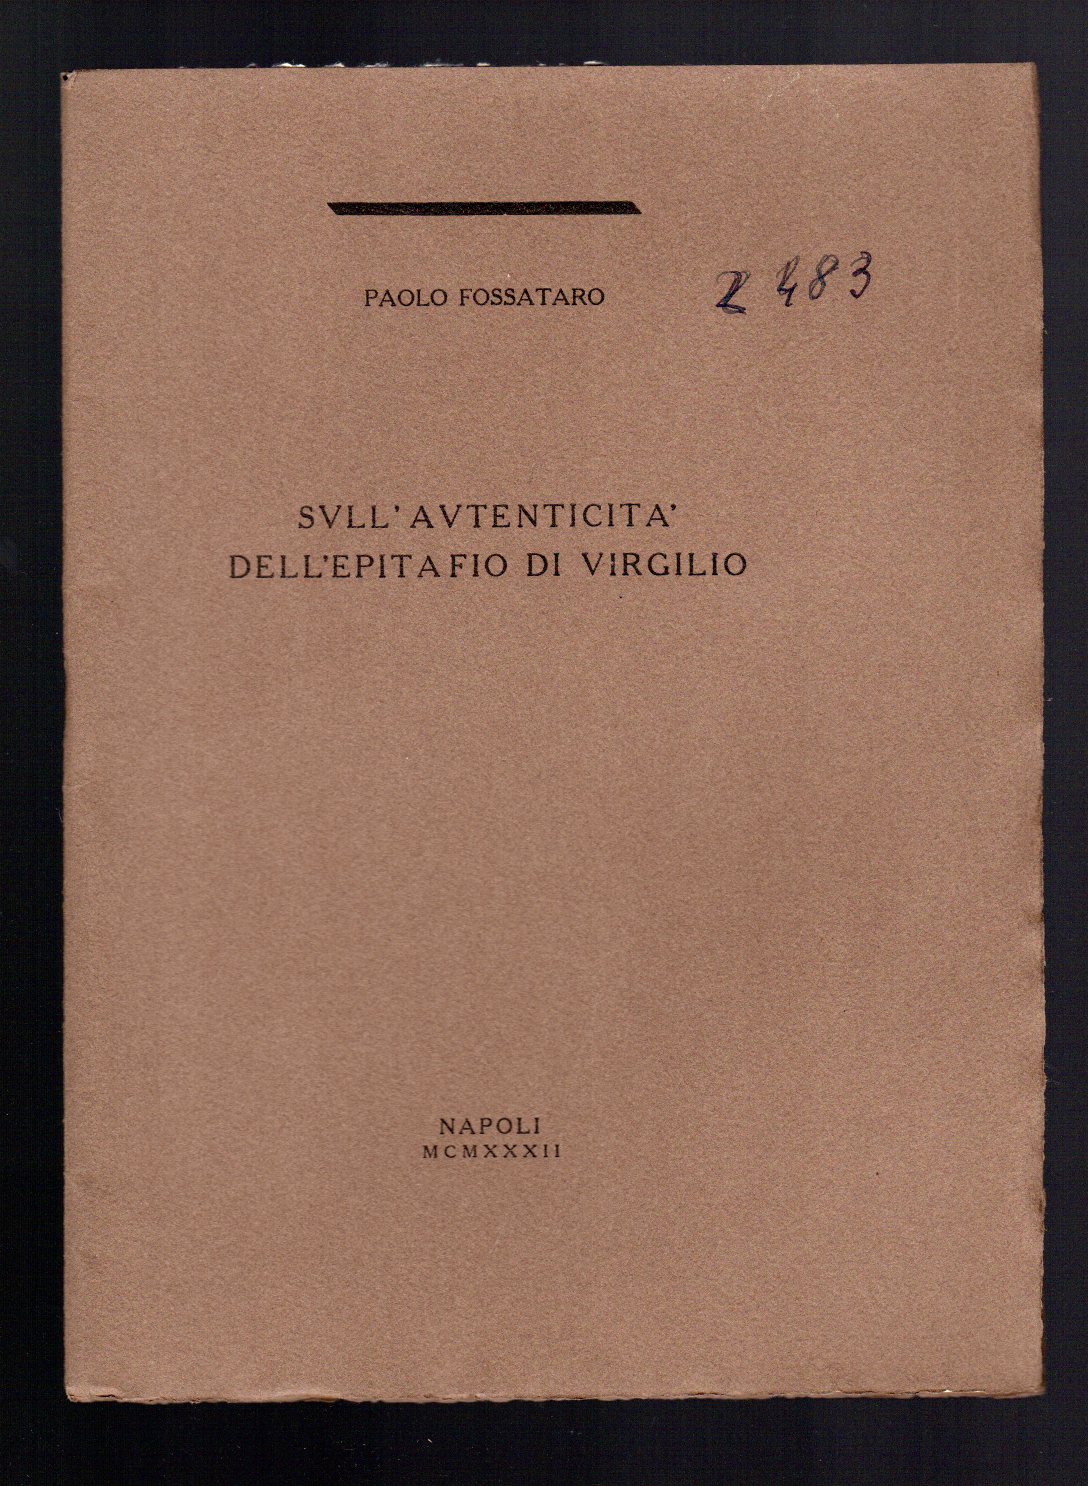 PAOLO FOSSATARO
483
SVLL' AVTENTICITA'
DELL'EPITAFIO DI VIRGILIO
NAPOLI
MCMXXXII